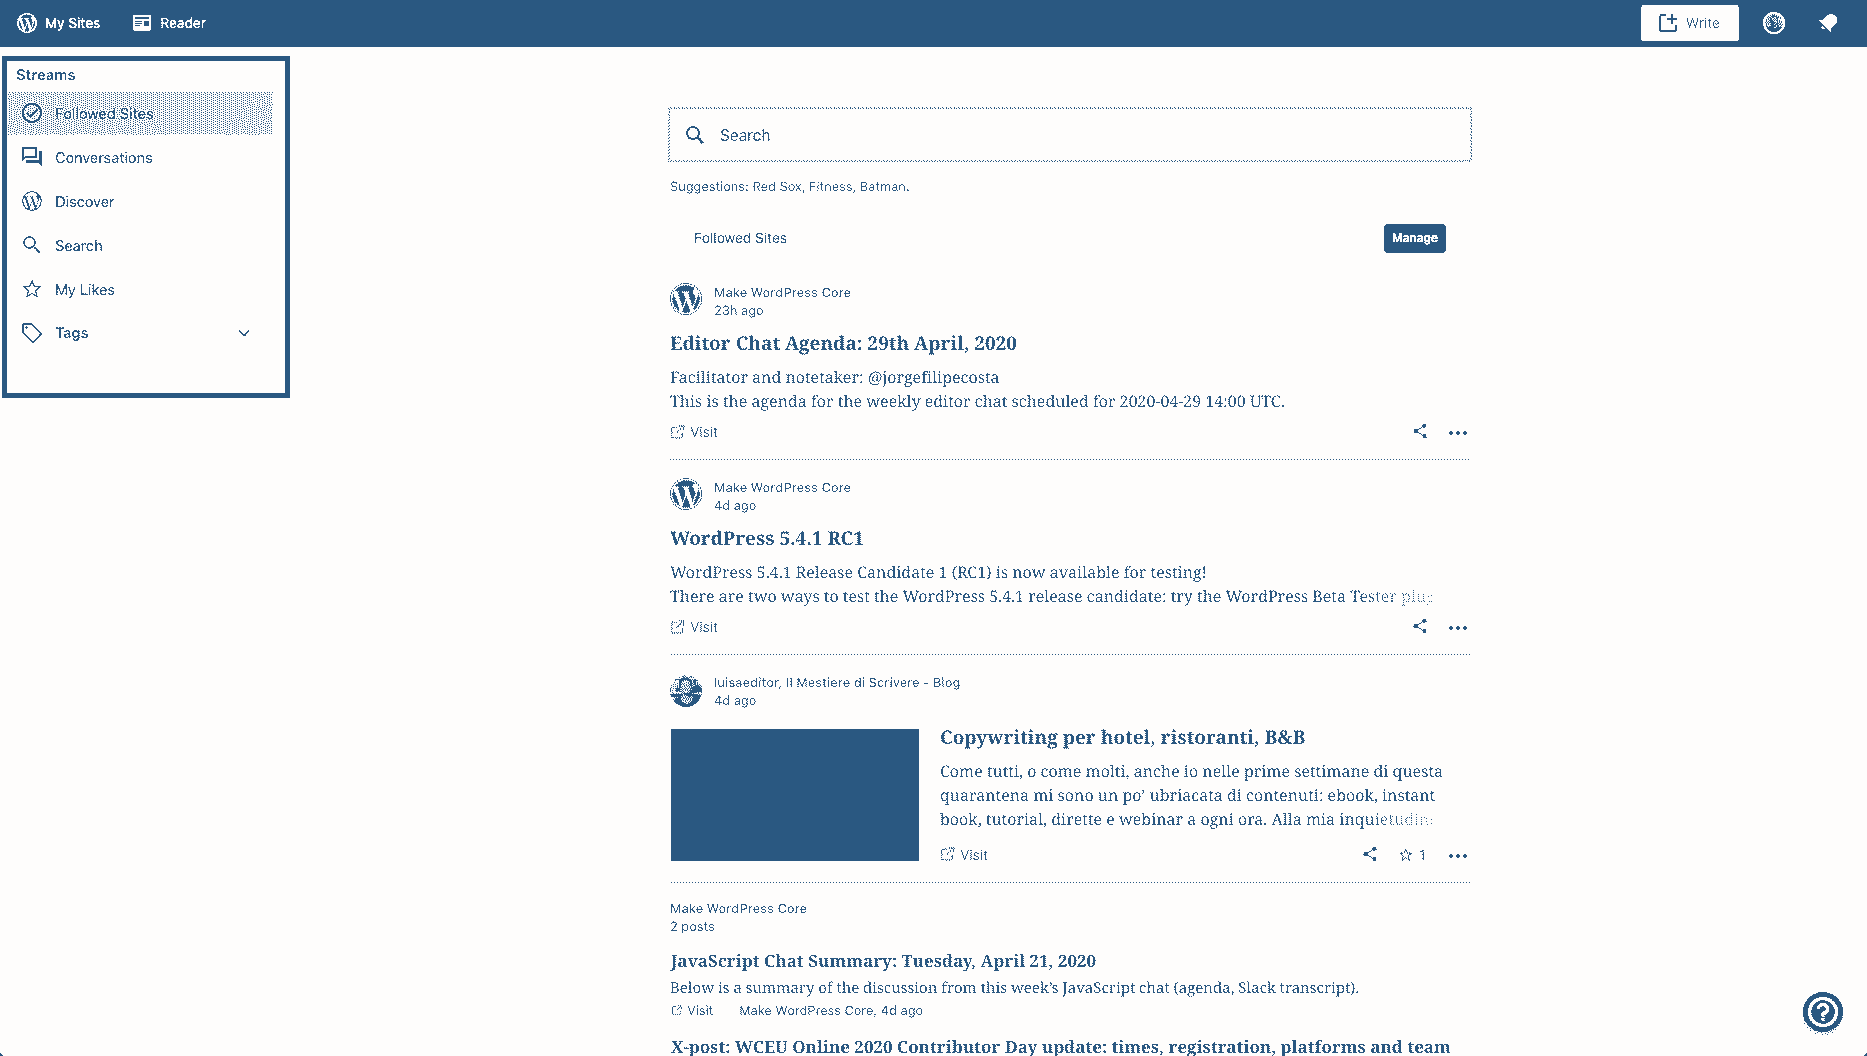 My Sites
Reader
Write
Streams
Followed Sites
Conversations
Discover
Search
My Likes
Tags
Search
Suggestions: Red Sox, Fitness, Batman.
Followed Sites
Manage
Make WordPress Core
23h ago
Editor Chat Agenda: 29th April, 2020
Facilitator and notetaker: @jorgefilipecosta
This is the agenda for the weekly editor chat scheduled for 2020-04-29 14:00 UTC.
Visit
Make WordPress Core
4d ago
WordPress 5.4.1 RC1
WordPress 5.4.1 Release Candidate 1 (RC1) is now available for testing!
There are two ways to test the WordPress 5.4.1 release candidate: try the WordPress Beta Tester plug
Visit
luisaeditor, Il Mestiere di Scrivere - Blog
4d ago
Copywriting per hotel, ristoranti, B&B
Come tutti, o come molti, anche io nelle prime settimane di questa
quarantena mi sono un po’ ubriacata di contenuti: ebook, instant
book, tutorial, dirette e webinar a ogni ora. Alla mia inquietudine
Visit
1
Make WordPress Core
2 posts
JavaScript Chat Summary: Tuesday, April 21, 2020
Below is a summary of the discussion from this week’s JavaScript chat (agenda, Slack transcript).
Visit Make WordPress Core, 4d ago
X-post: WCEU Online 2020 Contributor Day update: times, registration, platforms and team